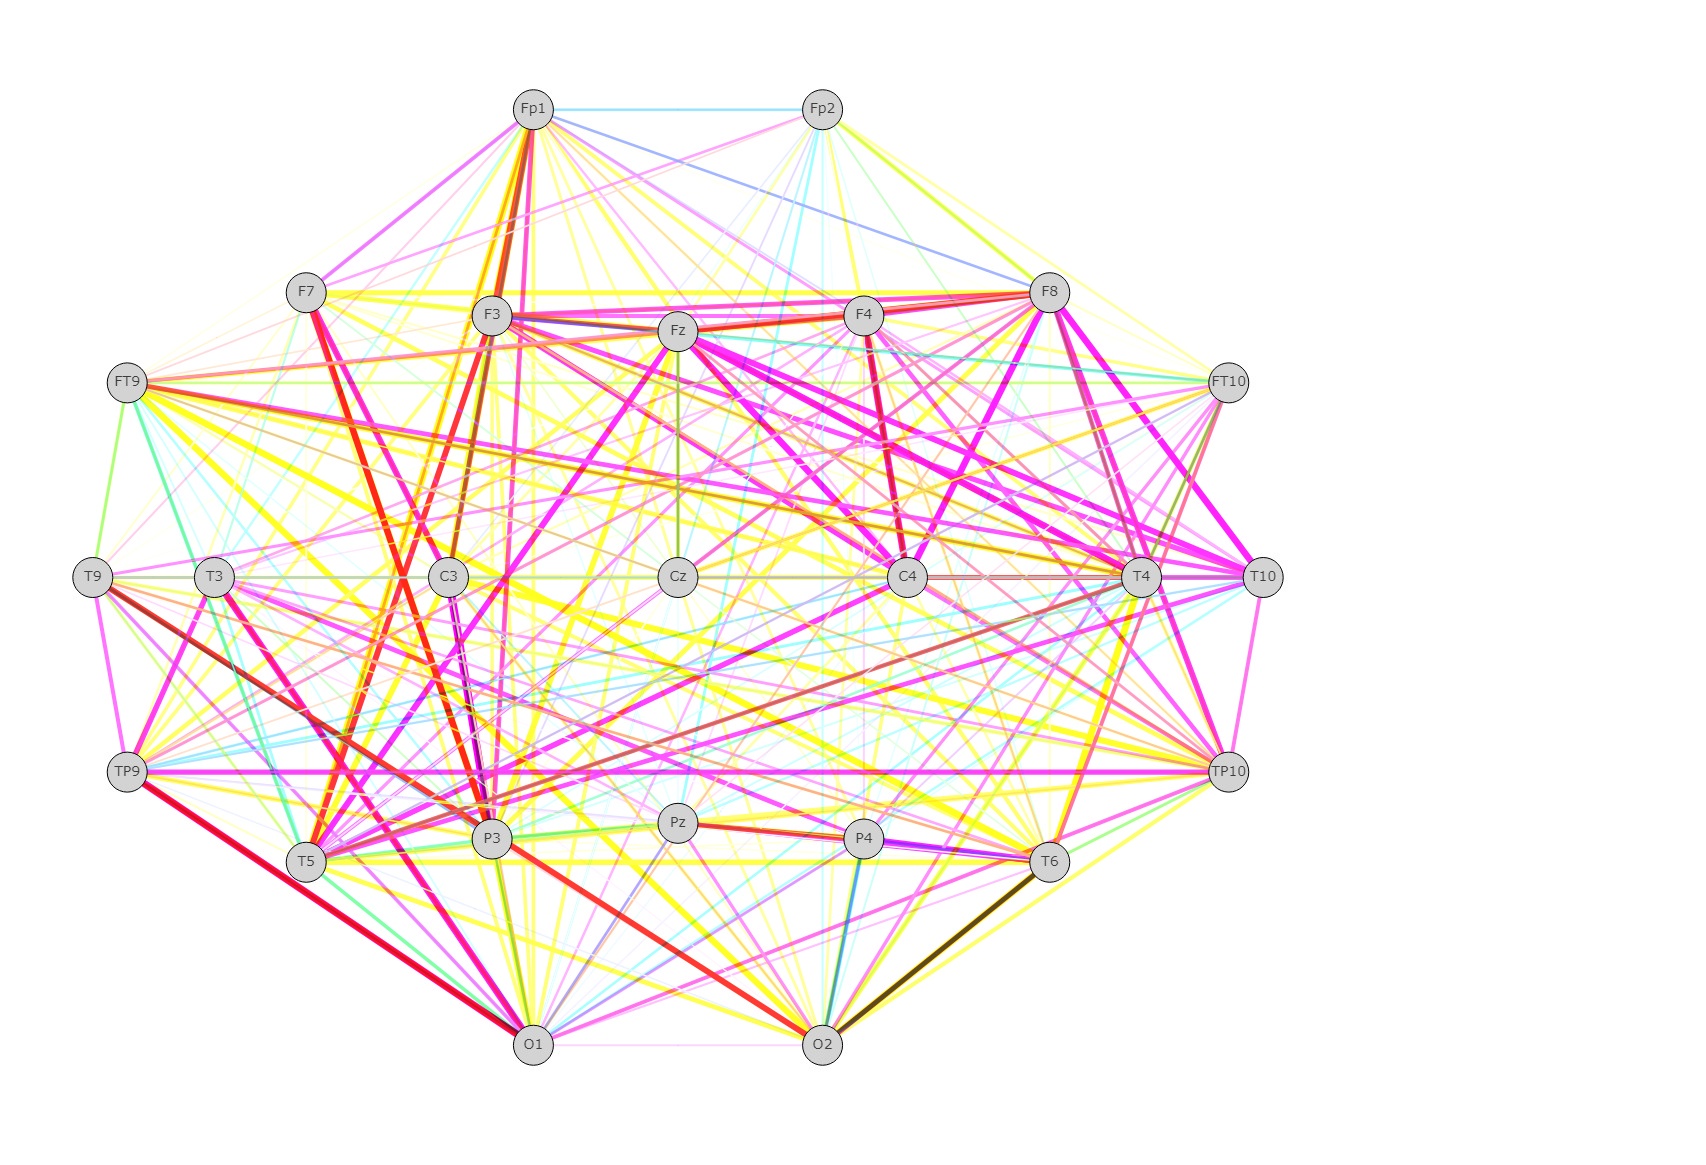 Fp1 Fp2
F7 F8
F3 Fz F4
FT9 FT10
T9 T3 C3 Cz C4 T4 T10
TP9 TP10
Pz
P3 P4
T5 T6
O1 O2